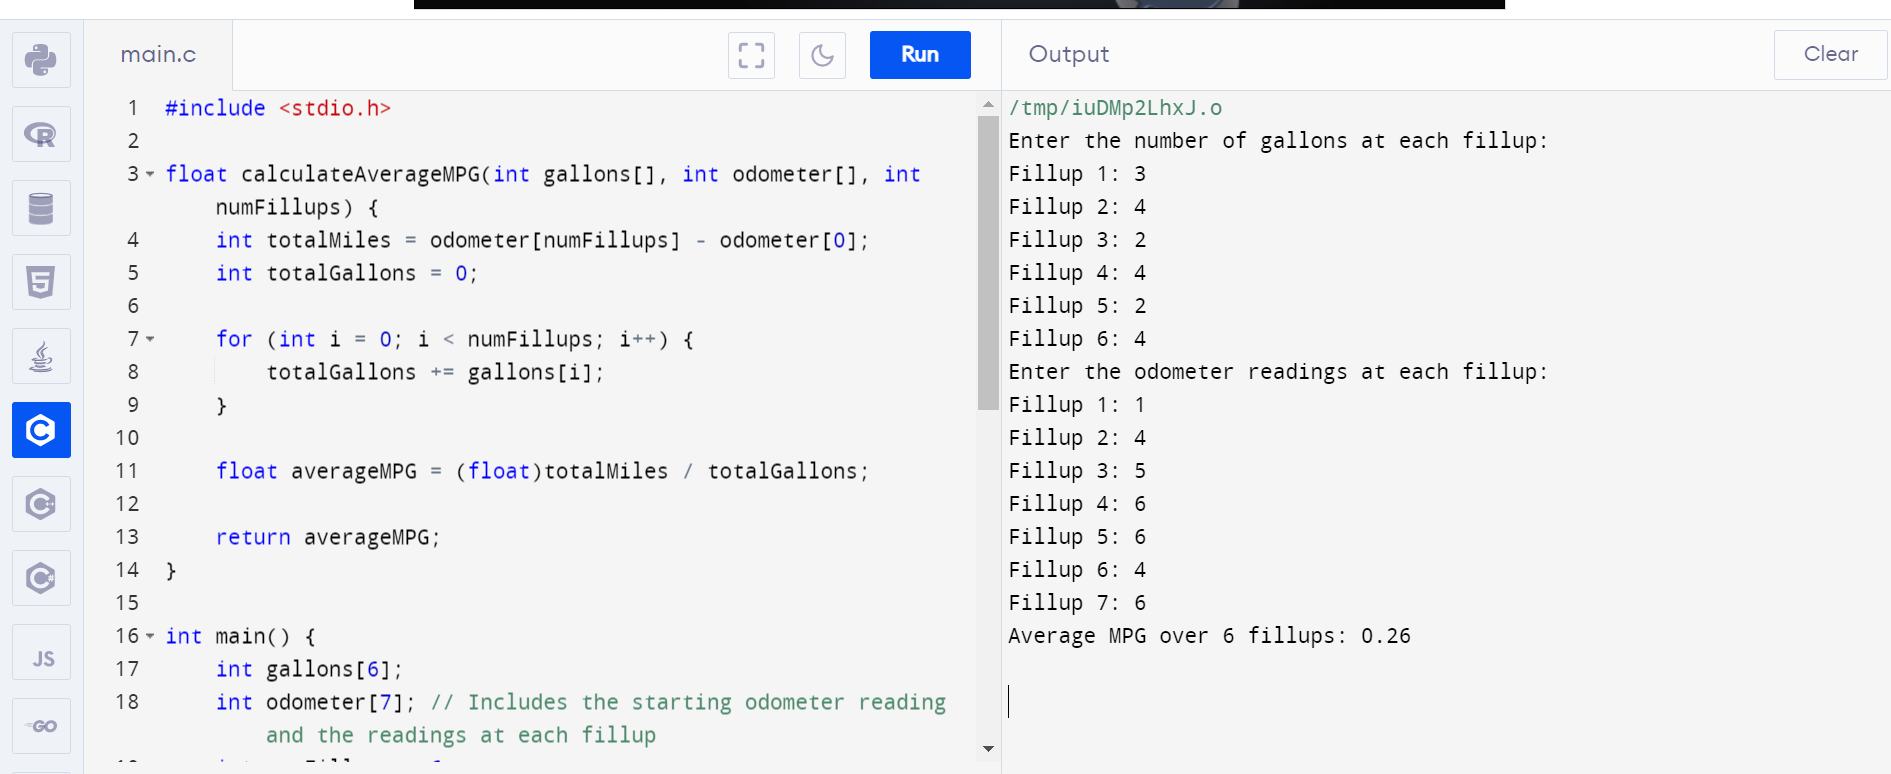 main.c
Run
Output
Clear
1 #include <stdio.h>
2
3 float calculateAverageMPG(int gallons[], int odometer[], int
numFillups) {
4 int totalMiles = odometer[numFillups] - odometer[0];
5 int totalGallons = 0;
6
7 for (int i = 0; i < numFillups; i++) {
8 totalGallons += gallons[i];
9 }
10
11 float averageMPG = (float)totalMiles / totalGallons;
12
13 return averageMPG;
14 }
15
16 int main() {
17 int gallons[6];
18 int odometer[7]; // Includes the starting odometer reading
and the readings at each fillup
/tmp/iuDMp2LhxJ.o
Enter the number of gallons at each fillup:
Fillup 1: 3
Fillup 2: 4
Fillup 3: 2
Fillup 4: 4
Fillup 5: 2
Fillup 6: 4
Enter the odometer readings at each fillup:
Fillup 1: 1
Fillup 2: 4
Fillup 3: 5
Fillup 4: 6
Fillup 5: 6
Fillup 6: 4
Fillup 7: 6
Average MPG over 6 fillups: 0.26
R
5
C
C
C#
JS
GO